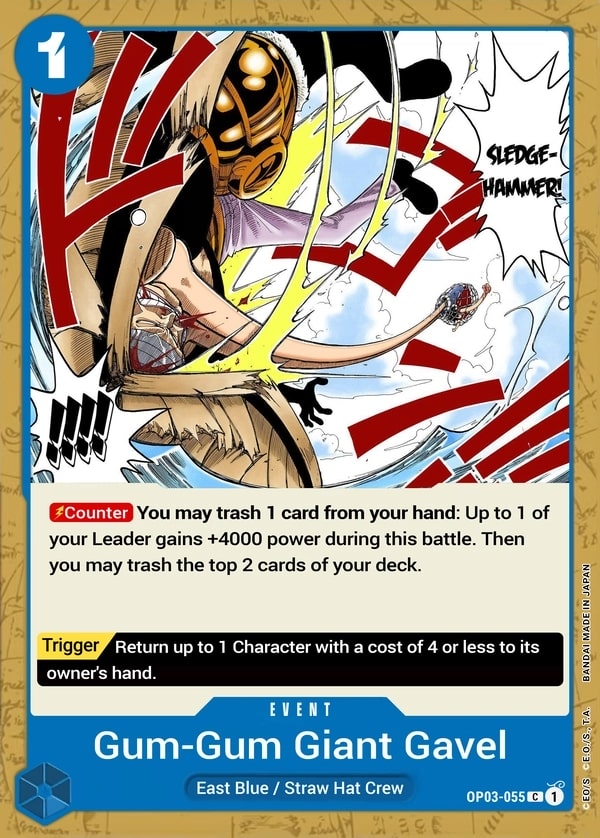 1
SLEDGE-
HAMMER!
!!!!
Counter You may trash 1 card from your hand: Up to 1 of
your Leader gains +4000 power during this battle. Then
you may trash the top 2 cards of your deck.
Trigger Return up to 1 Character with a cost of 4 or less to its
owner's hand.
EVENT
Gum-Gum Giant Gavel
East Blue / Straw Hat Crew
OP03-055 C 1
©EO/S ©E.O./S., T.A. BANDAI MADE IN JAPAN